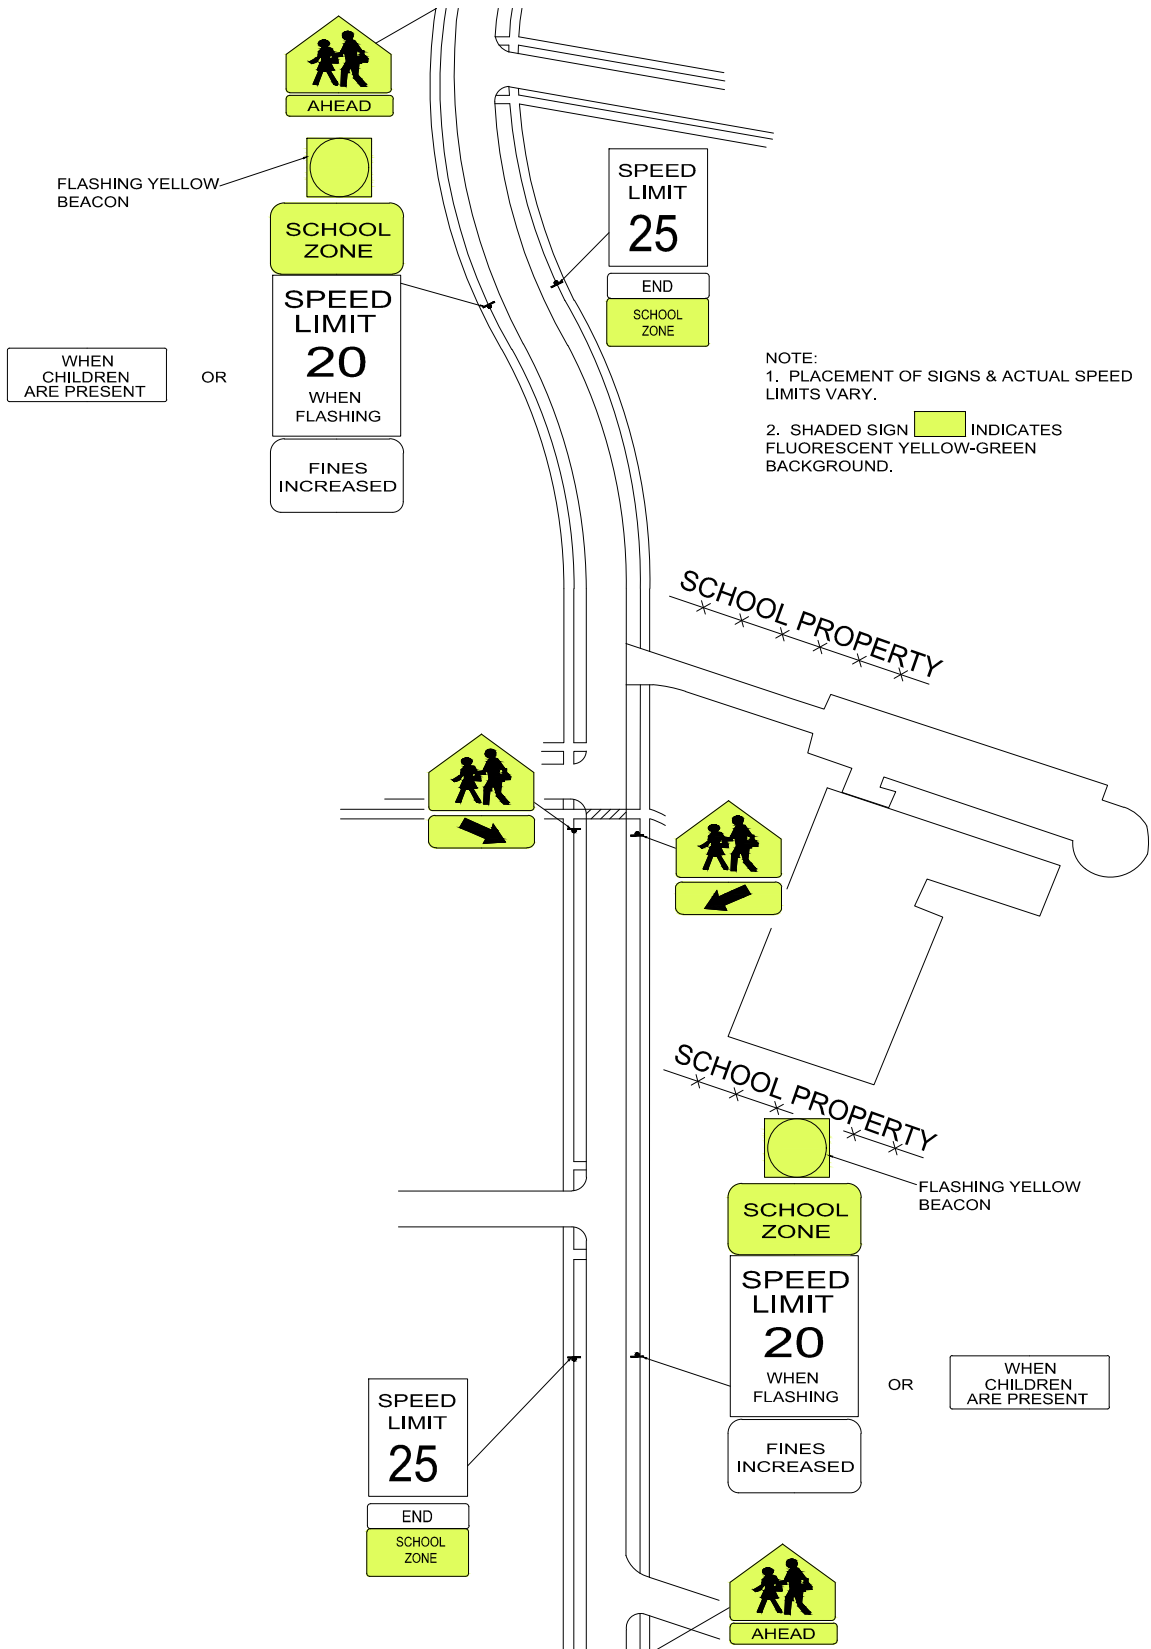 AHEAD
FLASHING YELLOW
BEACON
SCHOOL
ZONE
SPEED
LIMIT
20
WHEN
FLASHING
FINES
INCREASED
WHEN
CHILDREN
ARE PRESENT
OR
SPEED
LIMIT
25
END
SCHOOL
ZONE
NOTE:
1. PLACEMENT OF SIGNS & ACTUAL SPEED
LIMITS VARY.
2. SHADED SIGN INDICATES
FLUORESCENT YELLOW-GREEN
BACKGROUND.
SCHOOL PROPERTY
SCHOOL PROPERTY
FLASHING YELLOW
BEACON
SCHOOL
ZONE
SPEED
LIMIT
20
WHEN
FLASHING
FINES
INCREASED
OR
WHEN
CHILDREN
ARE PRESENT
SPEED
LIMIT
25
END
SCHOOL
ZONE
AHEAD